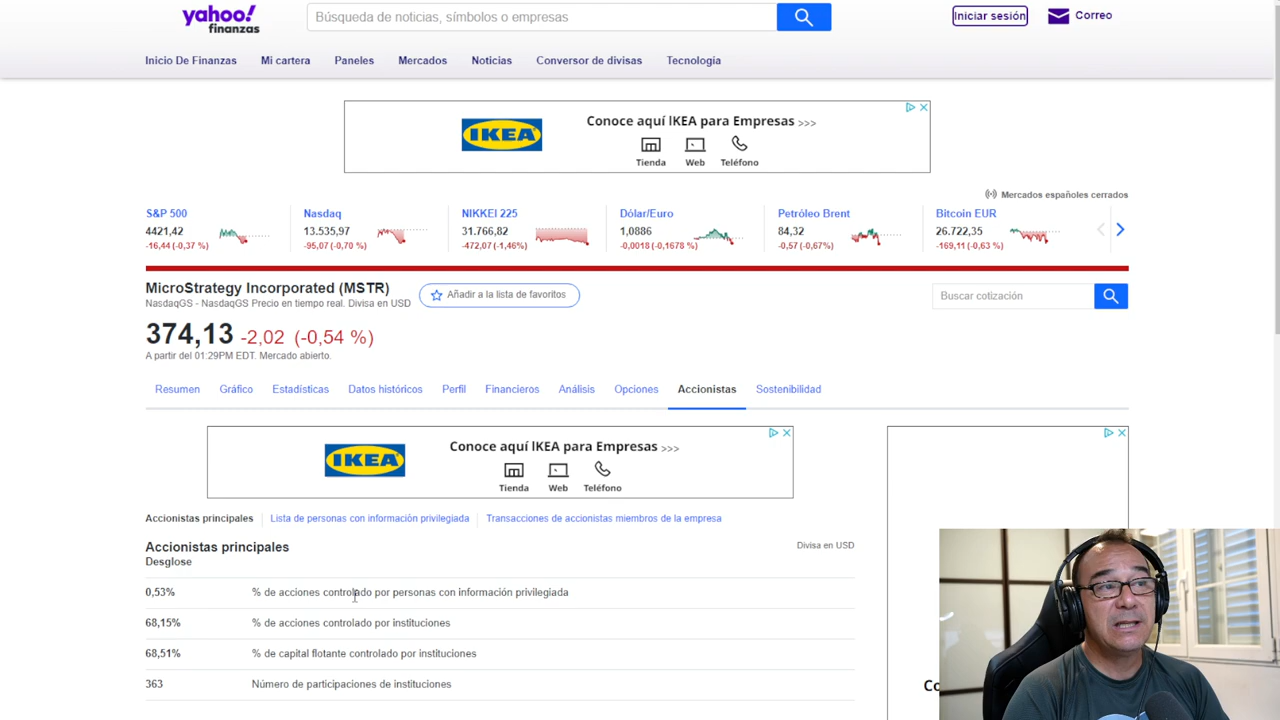 yahoo!
finanzas
Búsqueda de noticias, símbolos o empresas
Iniciar sesión
Correo
Inicio De Finanzas
Mi cartera
Paneles
Mercados
Noticias
Conversor de divisas
Tecnología
IKEA
Conoce aquí IKEA para Empresas >>>
Tienda
Web
Teléfono
Mercados españoles cerrados
S&P 500
4421,42
-16,44 (-0,37 %)
Nasdaq
13.535,97
-95,07 (-0,70 %)
NIKKEI 225
31.766,82
-472,07 (-1,46%)
Dólar/Euro
1,0886
-0,0018 (-0,1678 %)
Petróleo Brent
84,32
-0,57 (-0,67%)
Bitcoin EUR
26.722,35
-169,11 (-0,63 %)
MicroStrategy Incorporated (MSTR)
NasdaqGS - NasdaqGS Precio en tiempo real. Divisa en USD
Añadir a la lista de favoritos
Buscar cotización
374,13 -2,02 (-0,54 %)
A partir del 01:29PM EDT. Mercado abierto.
Resumen
Gráfico
Estadísticas
Datos históricos
Perfil
Financieros
Análisis
Opciones
Accionistas
Sostenibilidad
IKEA
Conoce aquí IKEA para Empresas >>>
Tienda
Web
Teléfono
Accionistas principales
Lista de personas con información privilegiada
Transacciones de accionistas miembros de la empresa
Accionistas principales
Divisa en USD
Desglose
0,53% % de acciones controlado por personas con información privilegiada
68,15% % de acciones controlado por instituciones
68,51% % de capital flotante controlado por instituciones
363 Número de participaciones de instituciones